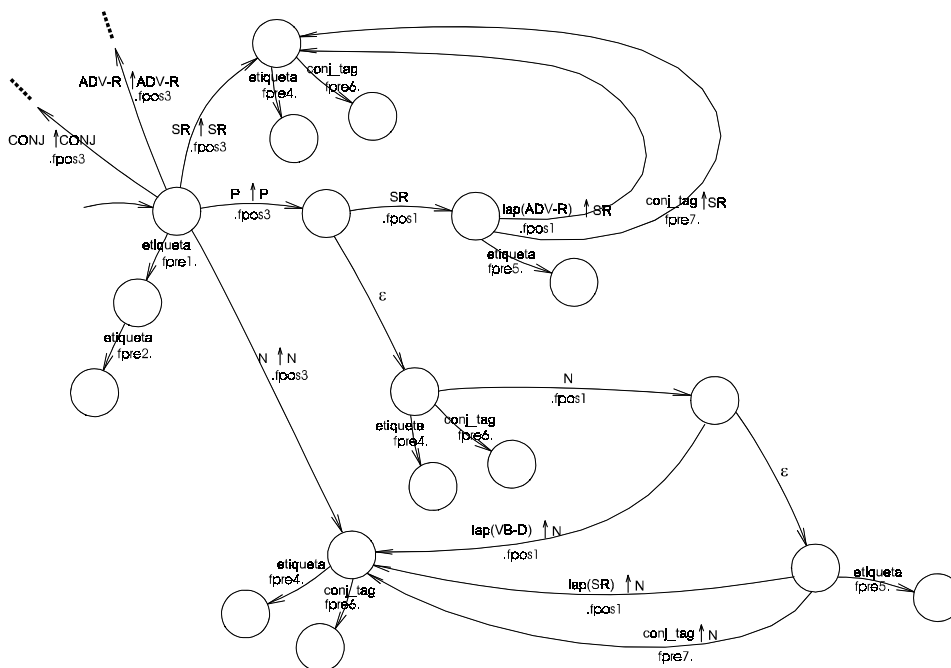 ADV-R ↑ADV-R
.fpos3
CONJ ↑CONJ
.fpos3
SR ↑SR
.fpos3
etiqueta
fpre4.
conj_tag
fpre6.
P ↑P
.fpos3
SR
.fpos1
lap(ADV-R) ↑SR
.fpos1
conj_tag ↑SR
fpre7.
etiqueta
fpre1.
etiqueta
fpre5.
etiqueta
fpre2.
ε
N ↑N
.fpos3
N
.fpos1
etiqueta
fpre4.
conj_tag
fpre6.
ε
lap(VB-D) ↑N
.fpos1
etiqueta
fpre4.
conj_tag
fpre6.
lap(SR) ↑N
.fpos1
etiqueta
fpre5.
conj_tag ↑N
fpre7.